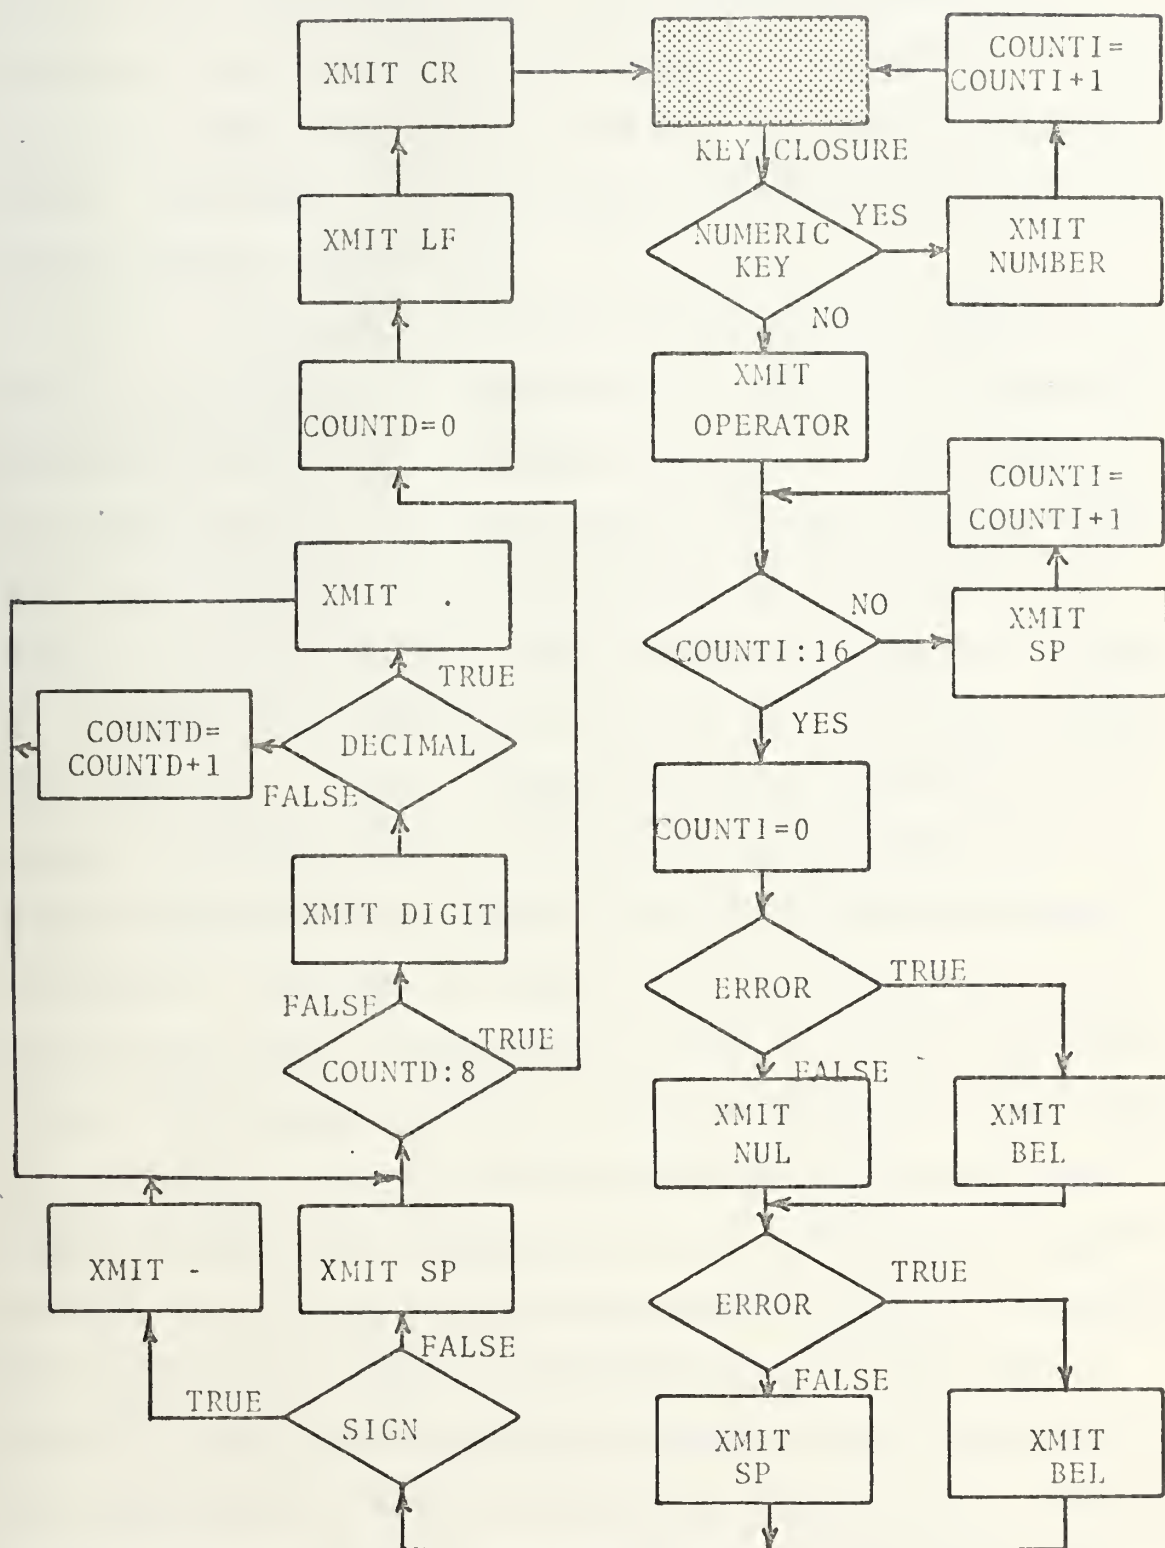 XMIT CR
COUNTI=
COUNTI+1
KEY CLOSURE
XMIT LF
NUMERIC
KEY
YES
XMIT
NUMBER
NO
COUNTD=0
XMIT
OPERATOR
COUNTI=
COUNTI+1
XMIT .
COUNTI:16
NO
XMIT
SP
TRUE
YES
COUNTD=
COUNTD+1
DECIMAL
FALSE
COUNTI=0
XMIT DIGIT
ERROR
TRUE
FALSE
COUNTD:8
TRUE
FALSE
XMIT
NUL
XMIT
BEL
XMIT -
XMIT SP
ERROR
TRUE
FALSE
TRUE
SIGN
FALSE
XMIT
SP
XMIT
BEL